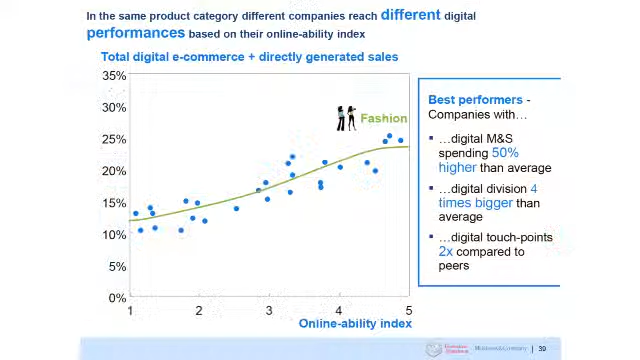 In the same product category different companies reach different digital
performances based on their online-ability index
Total digital e-commerce + directly generated sales
35%
30%
25%
20%
15%
10%
5%
0%
1
2
3
4
5
Fashion
Online-ability index
Best performers -
Companies with…
…digital M&S
spending 50%
higher than average
…digital division 4
times bigger than
average
…digital touch-points
2x compared to
peers
McKinsey & Company
39